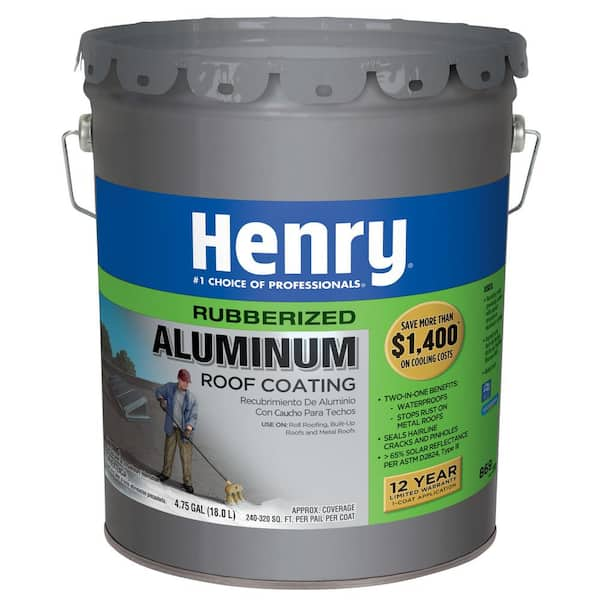 Henry®
#1 CHOICE OF PROFESSIONALS®
RUBBERIZED
ALUMINUM
ROOF COATING
Recubrimiento De Aluminio
Con Caucho Para Techos
USE ON: Roll Roofing, Built-Up
Roofs and Metal Roofs
4.75 GAL (18.0 L)
APPROX. COVERAGE
240-320 SQ. FT. PER PAIL PER COAT
SAVE MORE THAN
$1,400
ON COOLING COSTS
• TWO-IN-ONE BENEFITS:
- WATERPROOFS
- STOPS RUST ON
METAL ROOFS
• SEALS HAIRLINE
CRACKS AND PINHOLES
• > 65% SOLAR REFLECTANCE
PER ASTM D2824, Type III
12 YEAR
LIMITED WARRANTY
1-COAT APPLICATION